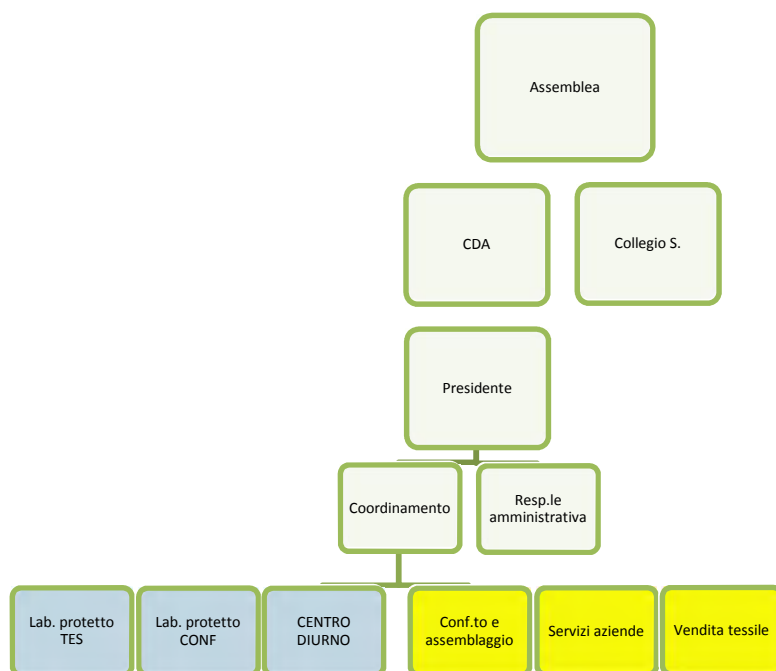 Assemblea
CDA
Collegio S.
Presidente
Coordinamento
Resp.le
amministrativa
Lab. protetto
TES
Lab. protetto
CONF
CENTRO
DIURNO
Conf.to e
assemblaggio
Servizi aziende
Vendita tessile